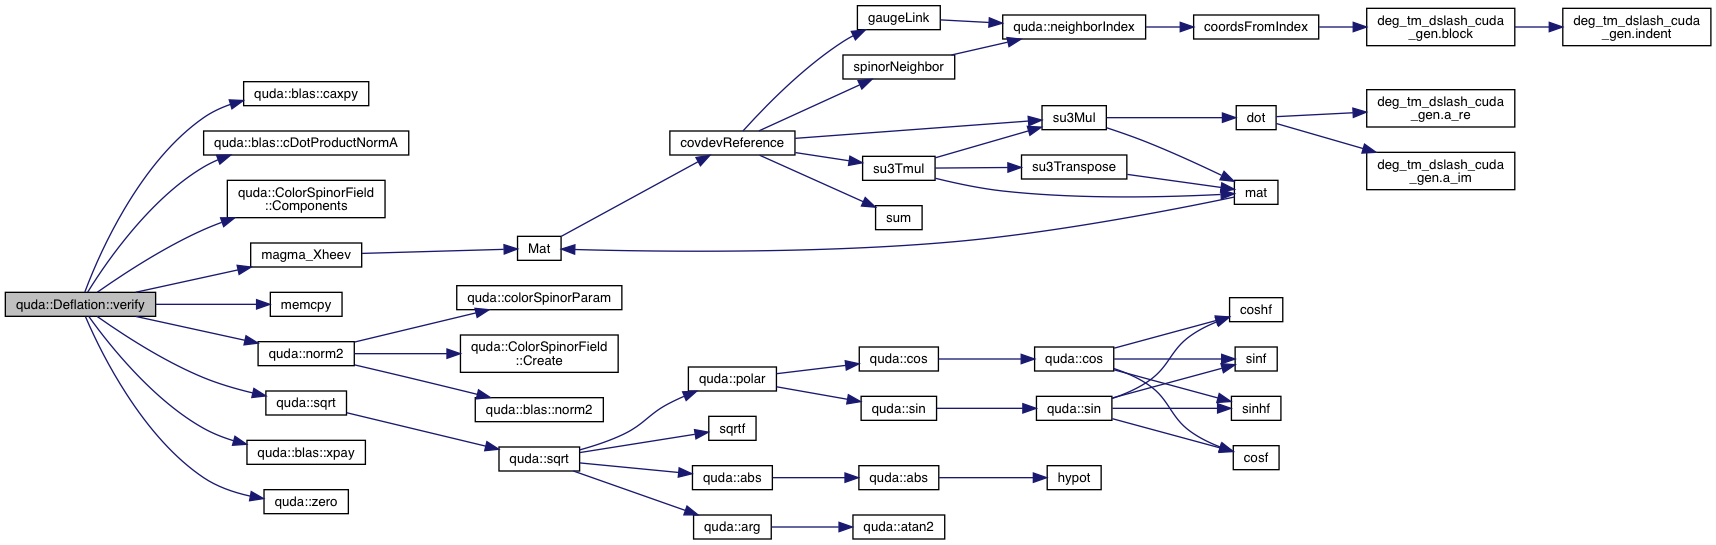 quda::Deflation::verify
quda::blas::caxpy
quda::blas::cDotProductNormA
quda::ColorSpinorField
::Components
magma_Xheev
memcpy
quda::norm2
quda::sqrt
quda::blas::xpay
quda::zero
Mat
quda::colorSpinorParam
quda::ColorSpinorField
::Create
quda::blas::norm2
quda::sqrt
covdevReference
quda::polar
sqrtf
quda::abs
quda::arg
gaugeLink
spinorNeighbor
su3Tmul
sum
quda::cos
quda::sin
quda::abs
quda::atan2
quda::neighborIndex
su3Mul
su3Transpose
quda::cos
quda::sin
hypot
coordsFromIndex
dot
mat
coshf
sinf
sinhf
cosf
deg_tm_dslash_cuda
_gen.block
deg_tm_dslash_cuda
_gen.a_re
deg_tm_dslash_cuda
_gen.a_im
deg_tm_dslash_cuda
_gen.indent